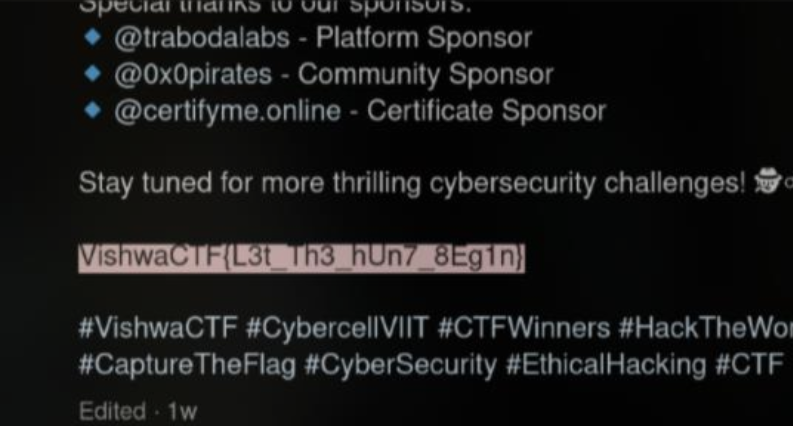 Special thanks to our sponsors:
🔹 @trabodalabs - Platform Sponsor
🔹 @0x0pirates - Community Sponsor
🔹 @certifyme.online - Certificate Sponsor
Stay tuned for more thrilling cybersecurity challenges! 🕵
VishwaCTF{L3t_Th3_hUn7_8Eg1n}
#VishwaCTF #CybercellVIIT #CTFWinners #HackTheWor
#CaptureTheFlag #CyberSecurity #EthicalHacking #CTF
Edited · 1w